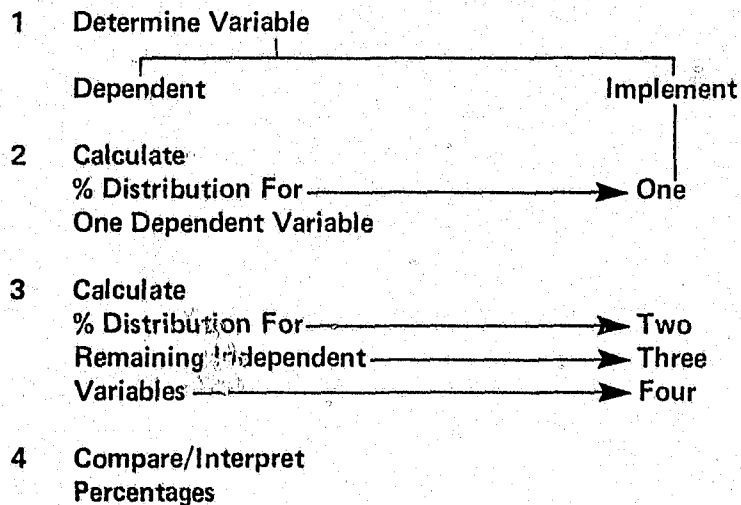 1 Determine Variable
Dependent Implement
2 Calculate
% Distribution For One
One Dependent Variable
3 Calculate
% Distribution For Two
Remaining Independent Three
Variables Four
4 Compare/Interpret
Percentages